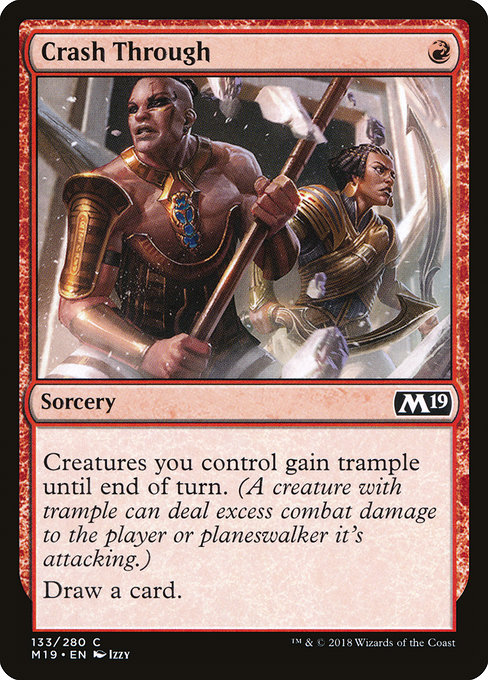 Crash Through
Sorcery
M19
Creatures you control gain trample
until end of turn. (A creature with
trample can deal excess combat damage
to the player or planeswalker it's
attacking.)
Draw a card.
133/280 C
M19 • EN Izzy
™ & © 2018 Wizards of the Coast